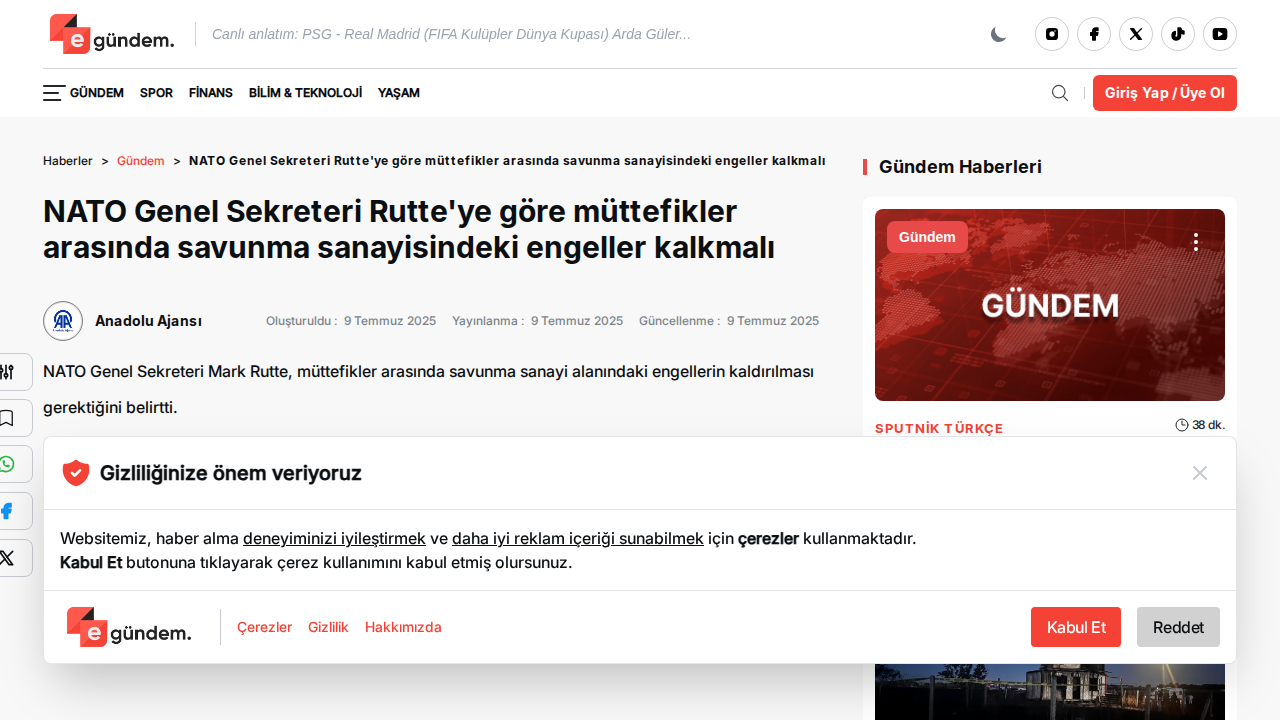 e gündem.
Canlı anlatım: PSG - Real Madrid (FIFA Kulüpler Dünya Kupası) Arda Güler...
GÜNDEM SPOR FİNANS BİLİM & TEKNOLOJİ YAŞAM
Giriş Yap / Üye Ol
Haberler > Gündem > NATO Genel Sekreteri Rutte'ye göre müttefikler arasında savunma sanayisindeki engeller kalkmalı
NATO Genel Sekreteri Rutte'ye göre müttefikler
arasında savunma sanayisindeki engeller kalkmalı
Anadolu Ajansı
Oluşturuldu : 9 Temmuz 2025 Yayınlanma : 9 Temmuz 2025 Güncellenme : 9 Temmuz 2025
NATO Genel Sekreteri Mark Rutte, müttefikler arasında savunma sanayi alanındaki engellerin kaldırılması
gerektiğini belirtti.
Gündem Haberleri
Gündem
GÜNDEM
SPUTNİK TÜRKÇE
38 dk.
Gizliliğinize önem veriyoruz
Websitemiz, haber alma deneyiminizi iyileştirmek ve daha iyi reklam içeriği sunabilmek için çerezler kullanmaktadır.
Kabul Et butonuna tıklayarak çerez kullanımını kabul etmiş olursunuz.
e gündem.
Çerezler Gizlilik Hakkımızda
Kabul Et
Reddet